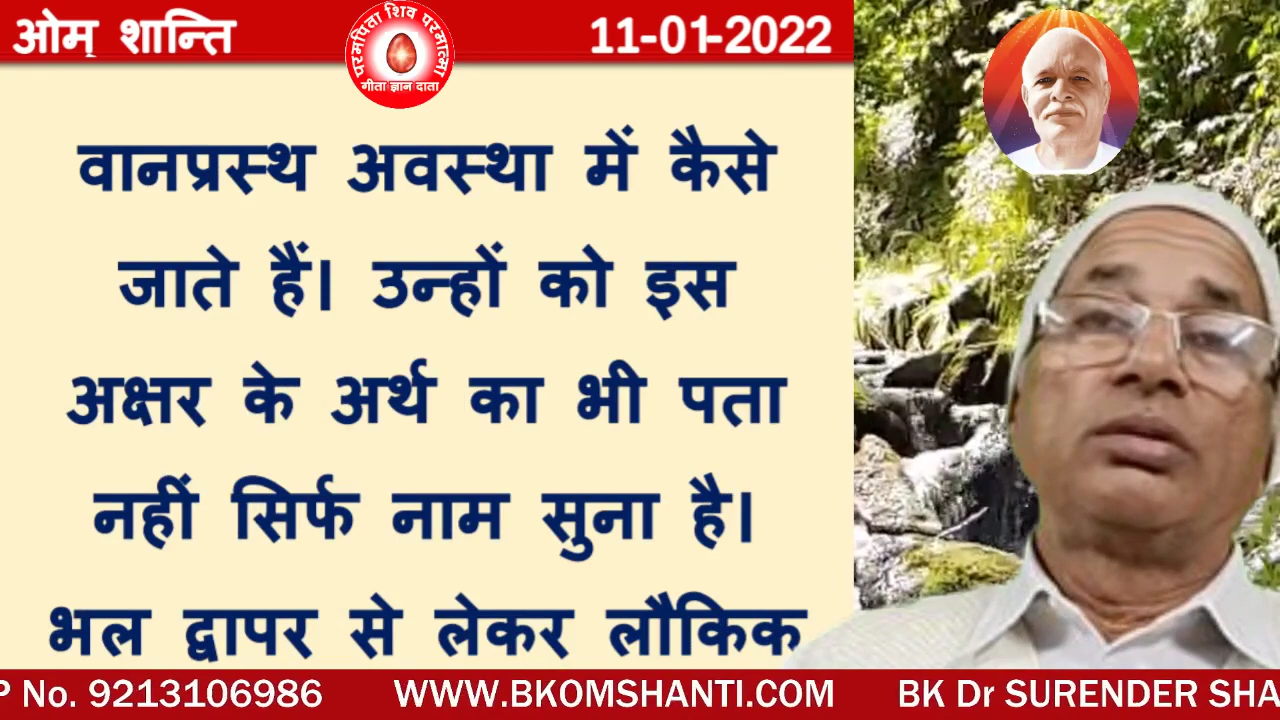 ओम् शान्ति
परमपिता शिव परमात्मा
गीता ज्ञान दाता
11-01-2022
वानप्रस्थ अवस्था में कैसे
जाते हैं। उन्हों को इस
अक्षर के अर्थ का भी पता
नहीं सिर्फ नाम सुना है।
भल द्वापर से लेकर लौकिक
P No. 9213106986 WWW.BKOMSHANTI.COM BK Dr SURENDER SHA